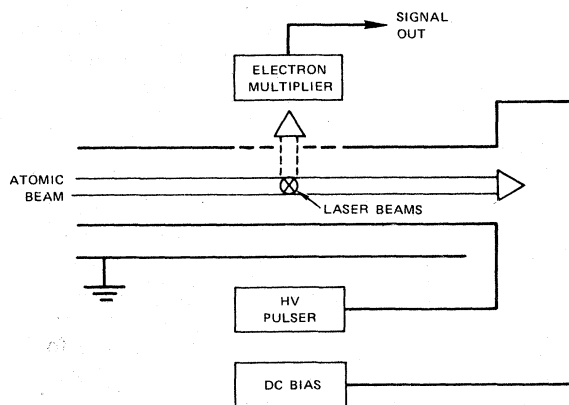 SIGNAL
OUT
ELECTRON
MULTIPLIER
ATOMIC
BEAM
LASER BEAMS
HV
PULSER
DC BIAS